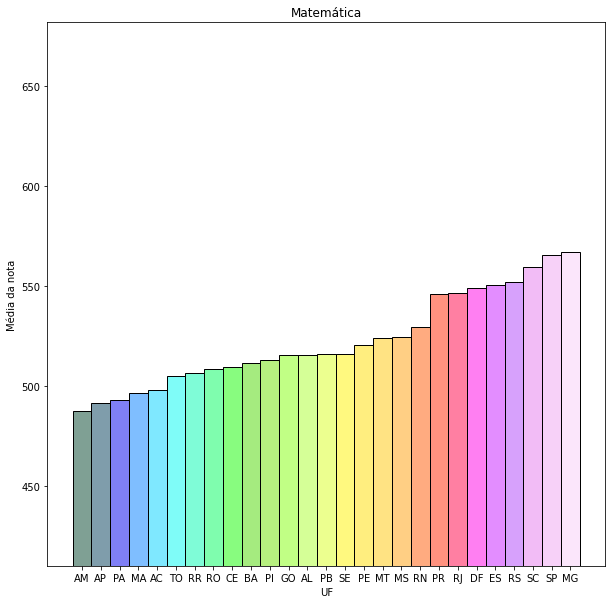 Matemática
Média da nota
650
600
550
500
450
AM AP PA MA AC TO RR RO CE BA PI GO AL PB SE PE MT MS RN PR RJ DF ES RS SC SP MG
UF